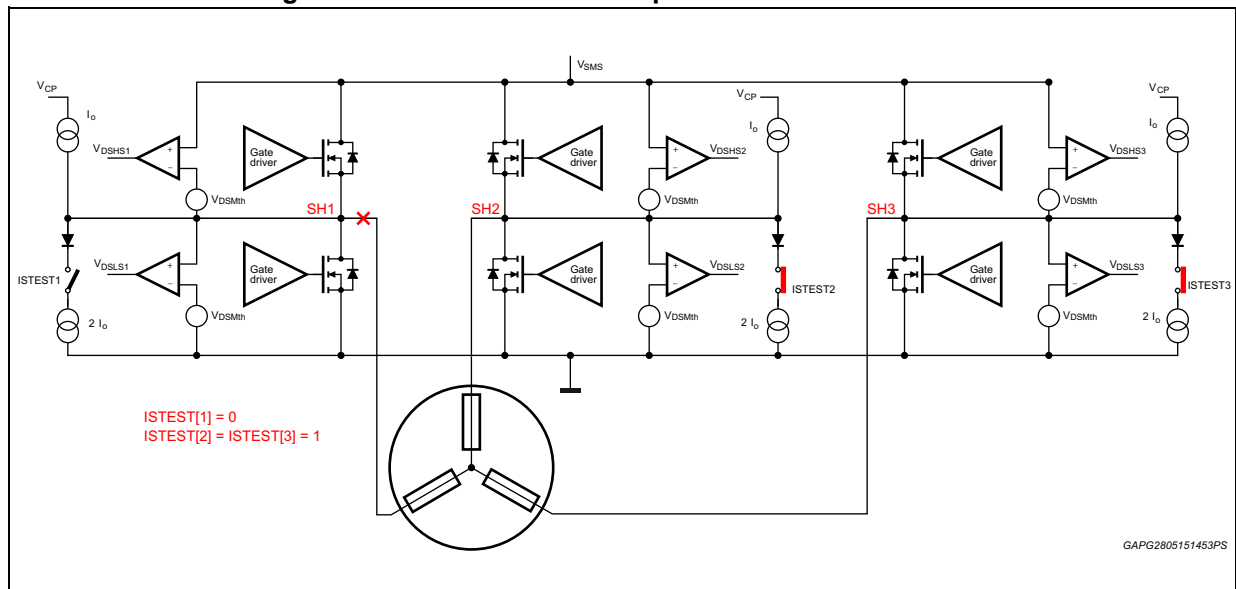 V_SMS
V_CP
V_CP
V_CP
I_o
I_o
I_o
V_DSHS1
Gate
driver
Gate
driver
V_DSHS2
Gate
driver
V_DSHS3
V_DSMth
V_DSMth
V_DSMth
SH1
SH2
SH3
V_DSLS1
Gate
driver
Gate
driver
V_DSLS2
Gate
driver
V_DSLS3
ISTEST1
ISTEST2
ISTEST3
2 I_o
V_DSMth
V_DSMth
2 I_o
V_DSMth
2 I_o
+
−
+
−
+
−
+
−
+
−
+
−
ISTEST[1] = 0
ISTEST[2] = ISTEST[3] = 1
GAPG2805151453PS